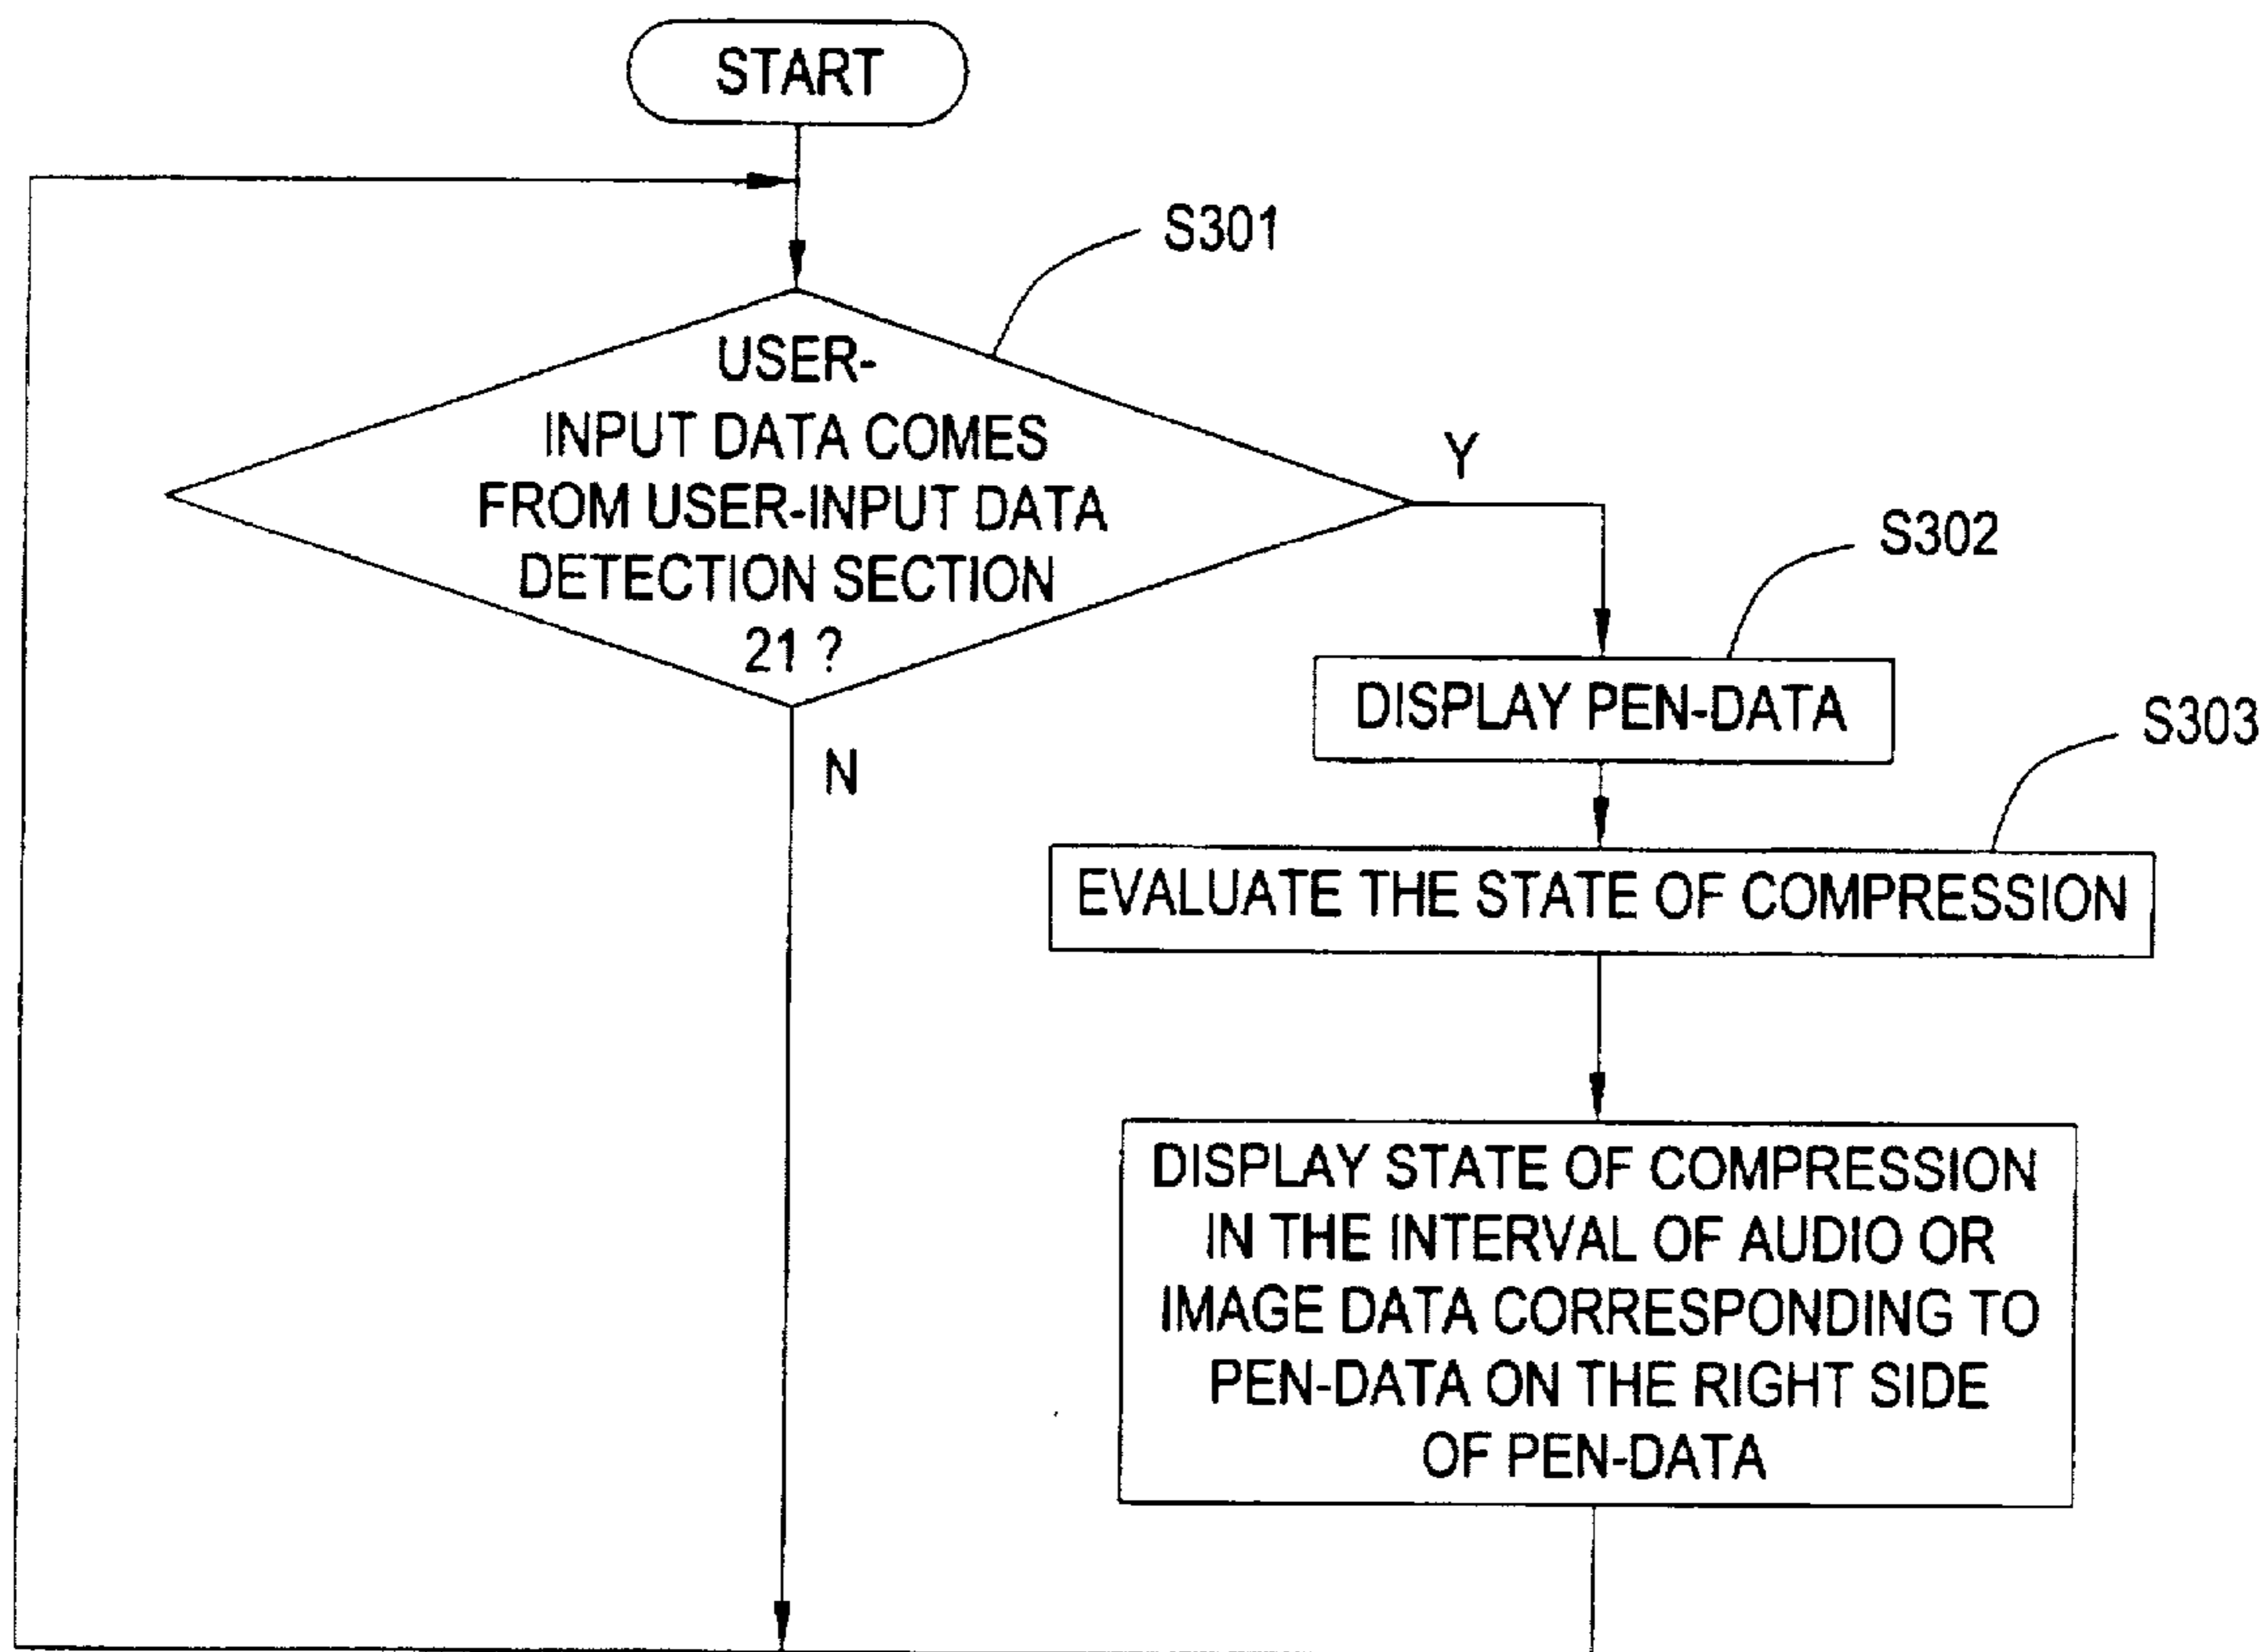 START
S301
USER-
INPUT DATA COMES
FROM USER-INPUT DATA
DETECTION SECTION
21 ?
Y
N
S302
DISPLAY PEN-DATA
S303
EVALUATE THE STATE OF COMPRESSION
DISPLAY STATE OF COMPRESSION
IN THE INTERVAL OF AUDIO OR
IMAGE DATA CORRESPONDING TO
PEN-DATA ON THE RIGHT SIDE
OF PEN-DATA